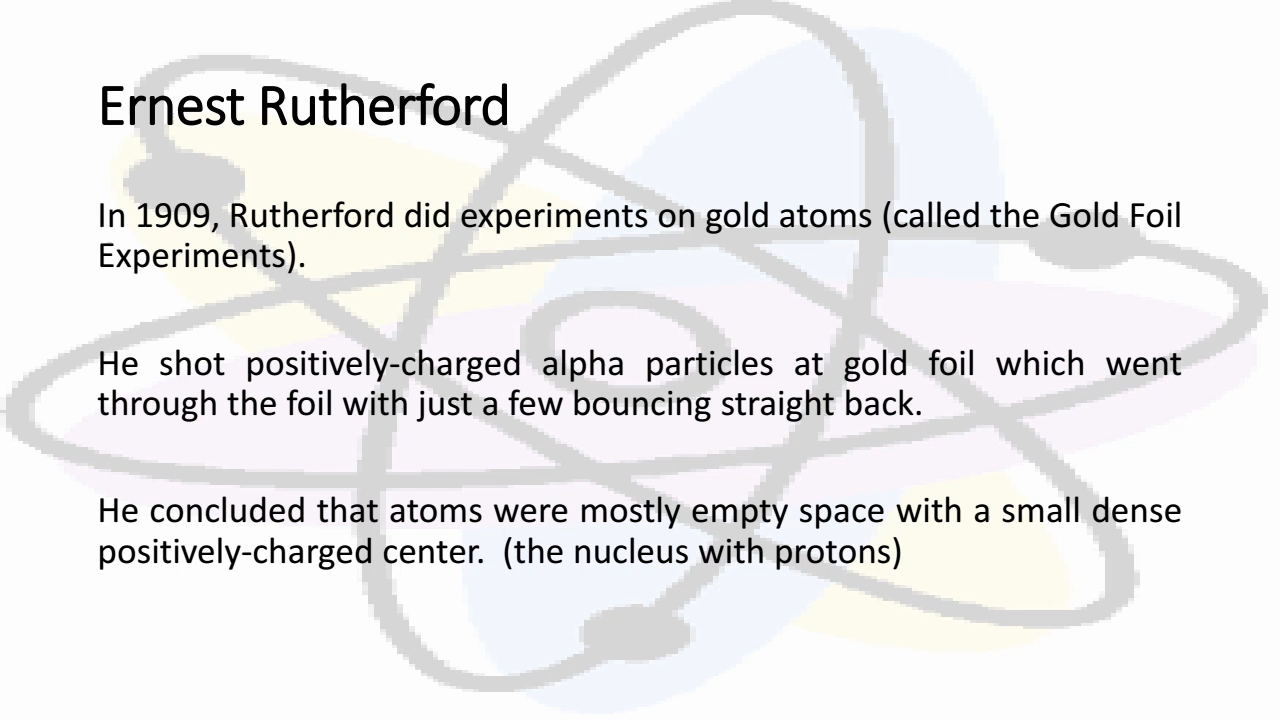 Ernest Rutherford
In 1909, Rutherford did experiments on gold atoms (called the Gold Foil
Experiments).
He shot positively-charged alpha particles at gold foil which went
through the foil with just a few bouncing straight back.
He concluded that atoms were mostly empty space with a small dense
positively-charged center.  (the nucleus with protons)